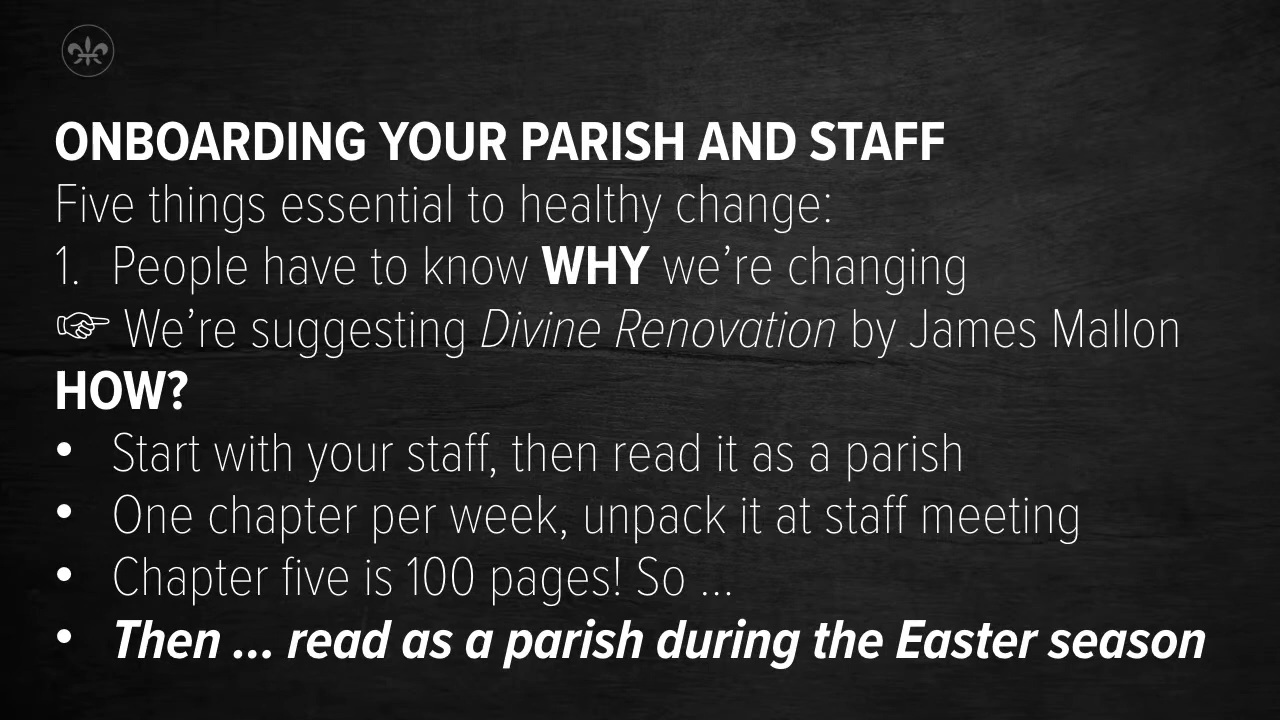 ONBOARDING YOUR PARISH AND STAFF
Five things essential to healthy change:
1. People have to know WHY we’re changing
☞ We’re suggesting Divine Renovation by James Mallon
HOW?
• Start with your staff, then read it as a parish
• One chapter per week, unpack it at staff meeting
• Chapter five is 100 pages! So ...
• Then ... read as a parish during the Easter season